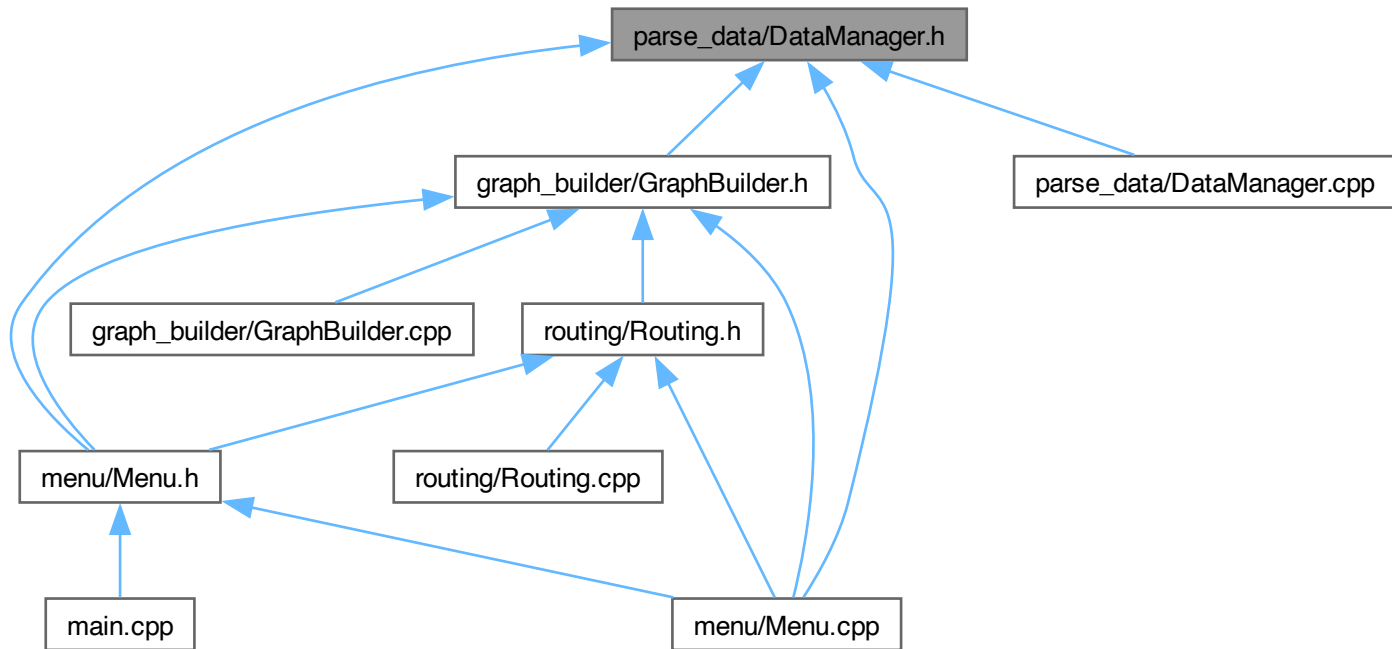 parse_data/DataManager.h
graph_builder/GraphBuilder.h
parse_data/DataManager.cpp
graph_builder/GraphBuilder.cpp
routing/Routing.h
menu/Menu.h
routing/Routing.cpp
main.cpp
menu/Menu.cpp